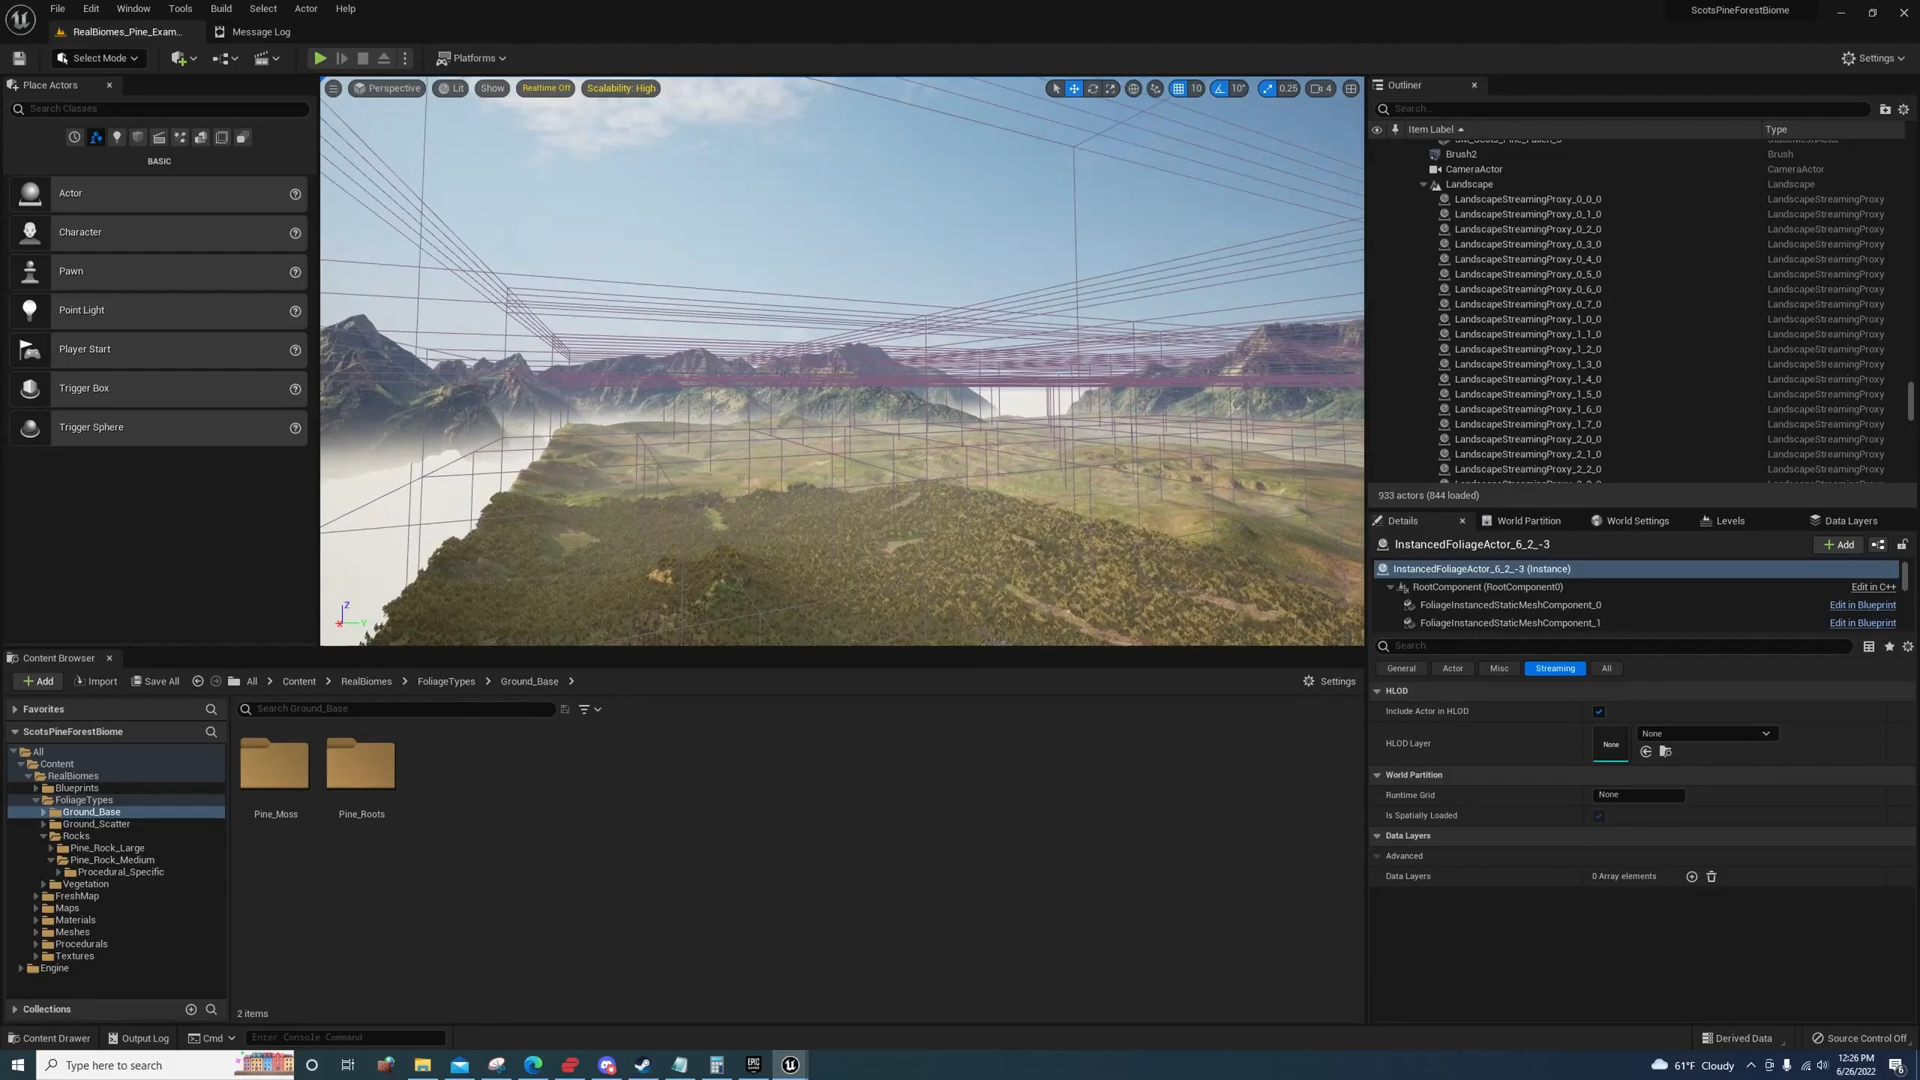 File Edit Window Tools Build Select Actor Help
ScotsPineForestBiome
RealBiomes_Pine_Exam... Message Log
Select Mode Platforms Settings
Place Actors
Search Classes
BASIC
Actor
Character
Pawn
Point Light
Player Start
Trigger Box
Trigger Sphere
Perspective Lit Show Realtime Off Scalability: High 10 10° 0.25 4
Z
X
Y
Outliner
Search...
Item Label Type
SM_Scots_Pine_Fallen_3 StaticMeshActor
Brush2 Brush
CameraActor CameraActor
Landscape Landscape
LandscapeStreamingProxy_0_0_0 LandscapeStreamingProxy
LandscapeStreamingProxy_0_1_0 LandscapeStreamingProxy
LandscapeStreamingProxy_0_2_0 LandscapeStreamingProxy
LandscapeStreamingProxy_0_3_0 LandscapeStreamingProxy
LandscapeStreamingProxy_0_4_0 LandscapeStreamingProxy
LandscapeStreamingProxy_0_5_0 LandscapeStreamingProxy
LandscapeStreamingProxy_0_6_0 LandscapeStreamingProxy
LandscapeStreamingProxy_0_7_0 LandscapeStreamingProxy
LandscapeStreamingProxy_1_0_0 LandscapeStreamingProxy
LandscapeStreamingProxy_1_1_0 LandscapeStreamingProxy
LandscapeStreamingProxy_1_2_0 LandscapeStreamingProxy
LandscapeStreamingProxy_1_3_0 LandscapeStreamingProxy
LandscapeStreamingProxy_1_4_0 LandscapeStreamingProxy
LandscapeStreamingProxy_1_5_0 LandscapeStreamingProxy
LandscapeStreamingProxy_1_6_0 LandscapeStreamingProxy
LandscapeStreamingProxy_1_7_0 LandscapeStreamingProxy
LandscapeStreamingProxy_2_0_0 LandscapeStreamingProxy
LandscapeStreamingProxy_2_1_0 LandscapeStreamingProxy
LandscapeStreamingProxy_2_2_0 LandscapeStreamingProxy
933 actors (844 loaded)
Details World Partition World Settings Levels Data Layers
InstancedFoliageActor_6_2_-3 Add
InstancedFoliageActor_6_2_-3 (Instance)
RootComponent (RootComponent0) Edit in C++
FoliageInstancedStaticMeshComponent_0 Edit in Blueprint
FoliageInstancedStaticMeshComponent_1 Edit in Blueprint
Search
General Actor Misc Streaming All
HLOD
Include Actor in HLOD
HLOD Layer None None
World Partition
Runtime Grid None
Is Spatially Loaded
Data Layers
Advanced
Data Layers 0 Array elements
Content Browser
Add Import Save All All Content RealBiomes FoliageTypes Ground_Base Settings
Favorites
Search Ground_Base
ScotsPineForestBiome
All
Content
RealBiomes
Blueprints
FoliageTypes
Ground_Base
Ground_Scatter
Rocks
Pine_Rock_Large
Pine_Rock_Medium
Procedural_Specific
Vegetation
FreshMap
Maps
Materials
Meshes
Procedurals
Textures
Engine
Collections
Pine_Moss Pine_Roots
2 items
Content Drawer Output Log Cmd Enter Console Command Derived Data Source Control Off
Type here to search
EPIC
61°F Cloudy
12:26 PM
6/26/2022
6